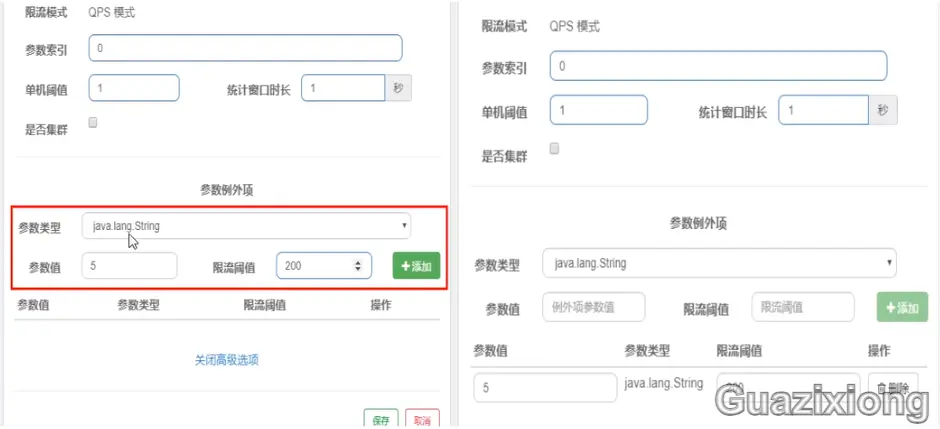 限流模式 QPS 模式
参数索引 0
单机阈值 1 统计窗口时长 1 秒
是否集群
参数例外项
参数类型 java.lang.String
参数值 5 限流阈值 200 +添加
参数值 参数类型 限流阈值 操作
关闭高级选项
保存 取消
限流模式 QPS 模式
参数索引 0
单机阈值 1 统计窗口时长 1 秒
是否集群
参数例外项
参数类型 java.lang.String
参数值 例外项参数值 限流阈值 限流阈值 +添加
参数值 参数类型 限流阈值 操作
5 java.lang.String 200 删除
Guazixiong